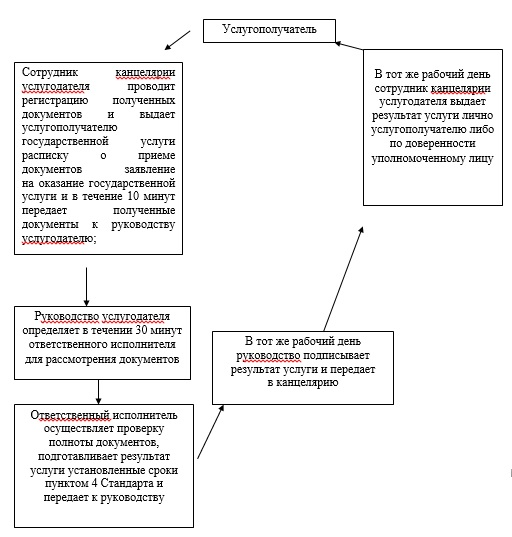 Услугополучатель
Сотрудник канцелярии
услугодателя проводит
регистрацию полученных
документов и выдает
услугополучателю
государственной услуги
расписку о приеме
документов заявление
на оказание государственной
услуги и в течение 10 минут
передает полученные
документы к руководству
услугодателю;
Руководство услугодателя
определяет в течении 30 минут
ответственного исполнителя
для рассмотрения документов
Ответственный исполнитель
осуществляет проверку
полноты документов,
подготавливает результат
услуги установленные сроки
пунктом 4 Стандарта и
передает к руководству
В тот же рабочий день
руководство подписывает
результат услуги и передает
в канцелярию
В тот же рабочий день
сотрудник канцелярии
услугодателя выдает
результат услуги лично
услугополучателю либо
по доверенности
уполномоченному лицу